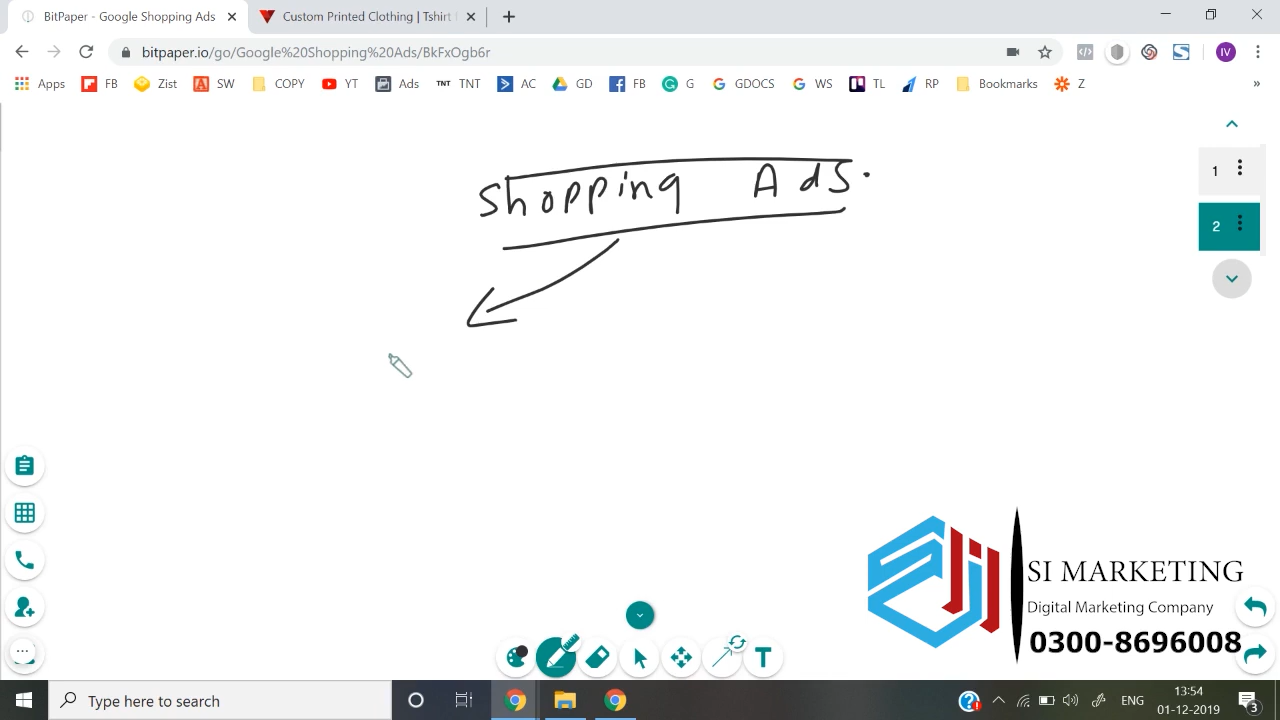 BitPaper - Google Shopping Ads
Custom Printed Clothing | Tshirt
bitpaper.io/go/Google%20Shopping%20Ads/BkFxOgb6r
IV
Apps FB Zist SW COPY YT Ads TNT TNT AC GD FB G GDOCS WS TL RP Bookmarks Z »
Shopping Ads.
1
2
SI MARKETING
Digital Marketing Company
0300-8696008
T
Type here to search
ENG
13:54
01-12-2019
3